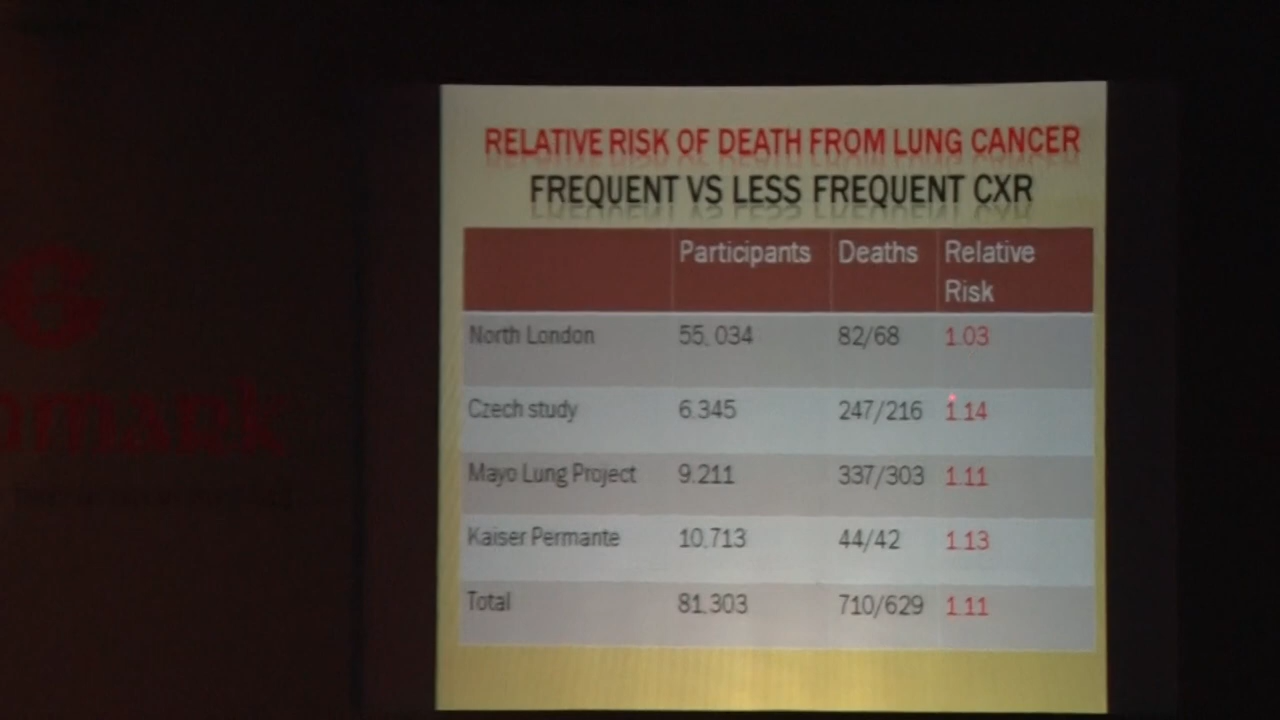 RELATIVE RISK OF DEATH FROM LUNG CANCER
FREQUENT VS LESS FREQUENT CXR
Participants Deaths Relative Risk
North London 55, 034 82/68 1.03
Czech study 6.345 247/216 1.14
Mayo Lung Project 9.211 337/303 1.11
Kaiser Permante 10,713 44/42 1.13
Total 81,303 710/629 1.11